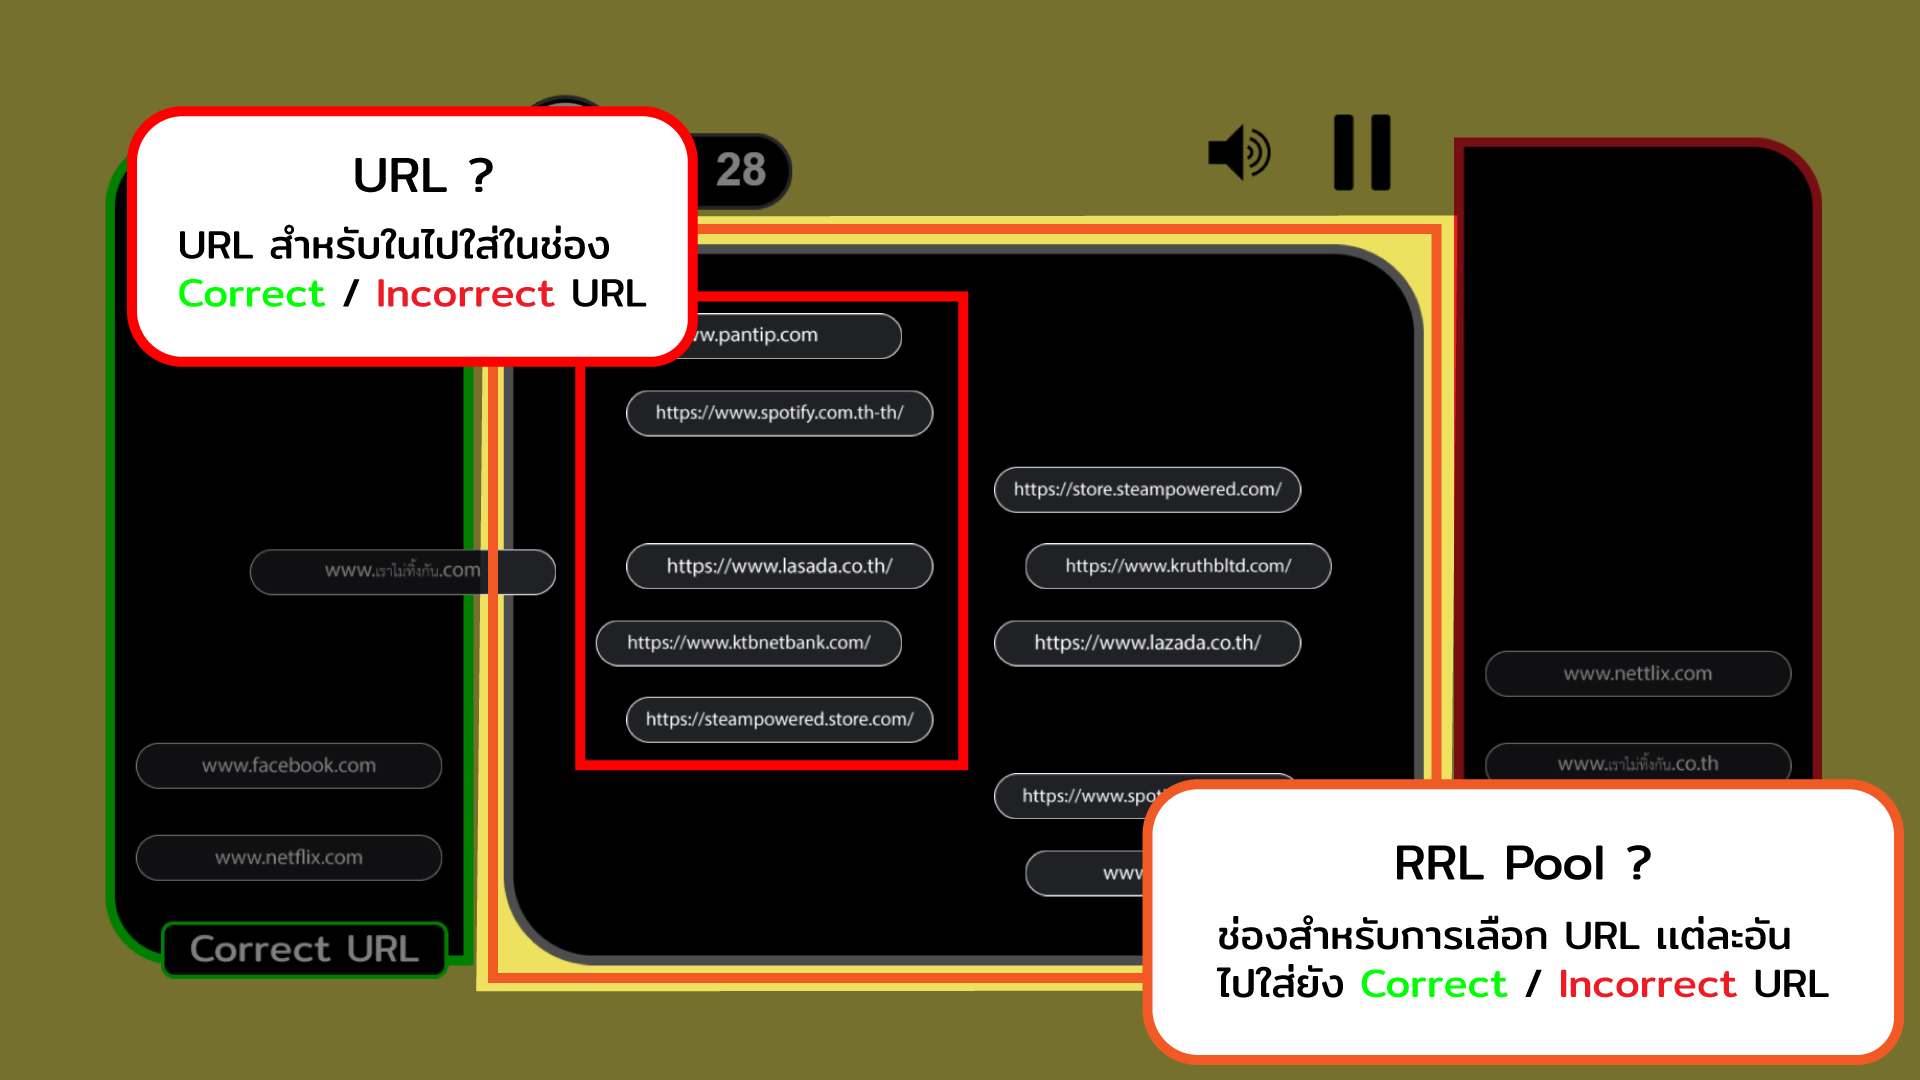 URL ?
URL สำหรับในไปใส่ในช่อง
Correct / Incorrect URL
28
.pantip.com
https://www.spotify.com.th-th/
https://store.steampowered.com/
www.เราไม่ทิ้งกัน.com
https://www.lasada.co.th/
https://www.kruthbltd.com/
https://www.ktbnetbank.com/
https://www.lazada.co.th/
www.nettlix.com
https://steampowered.store.com/
www.facebook.com
www.เราไม่ทิ้งกัน.co.th
https://www.spot
www.netflix.com
www
Correct URL
RRL Pool ?
ช่องสำหรับการเลือก URL แต่ละอัน
ไปใส่ยัง Correct / Incorrect URL